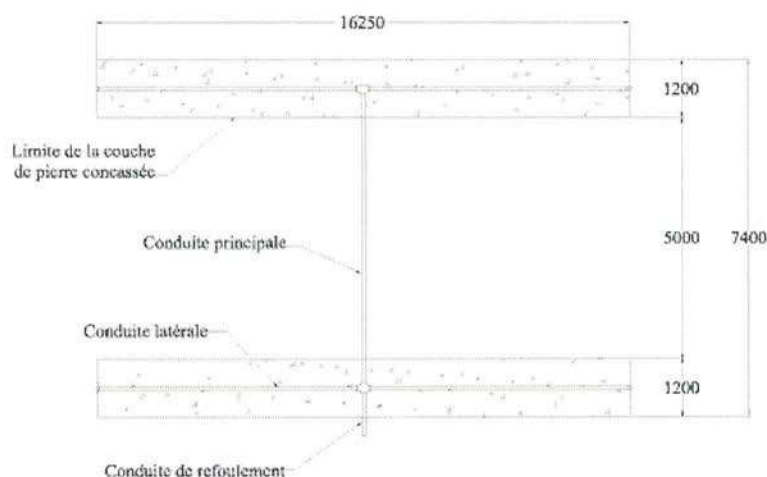 16250
1200
Limite de la couche
de pierre concassée
Conduite principale
5000
7400
Conduite latérale
1200
Conduite de refoulement